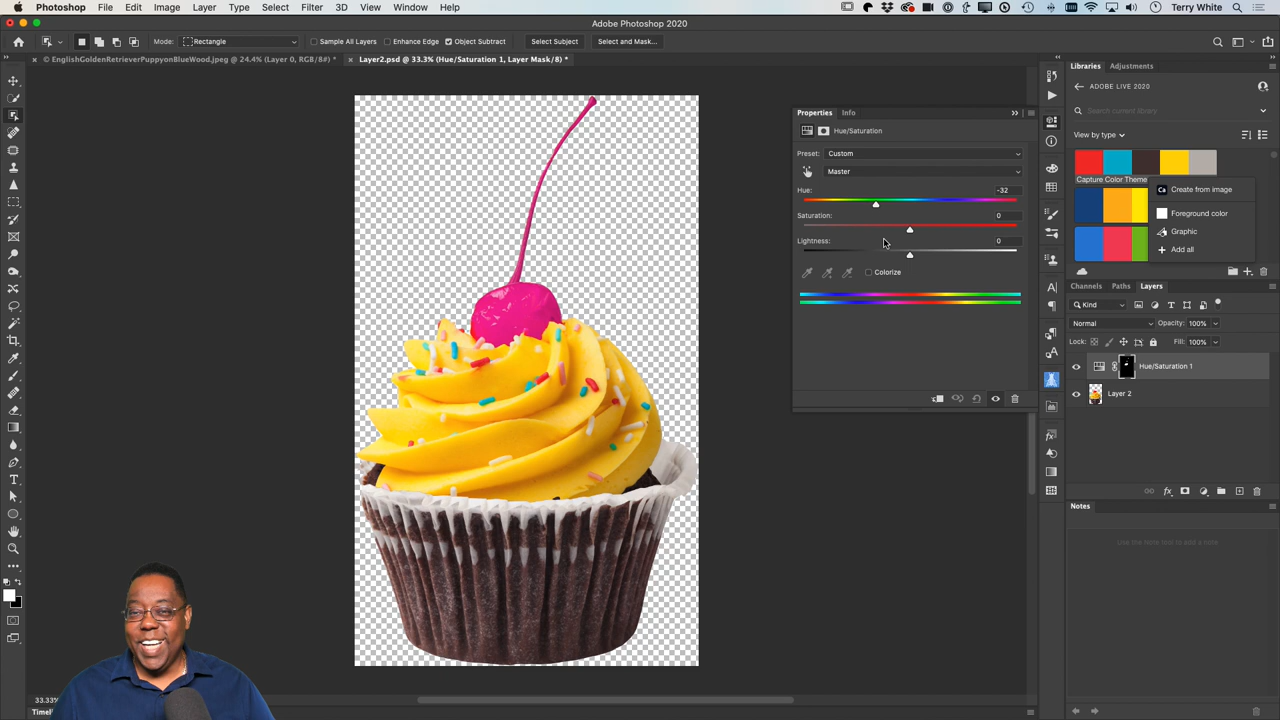 Photoshop File Edit Image Layer Type Select Filter 3D View Window Help Terry White
Adobe Photoshop 2020
Mode: Rectangle Sample All Layers Enhance Edge Object Subtract Select Subject Select and Mask...
© EnglishGoldenRetrieverPuppyonBlueWood.jpeg @ 24.4% (Layer 0, RGB/8#) * Layer2.psd @ 33.3% (Hue/Saturation 1, Layer Mask/8) *
Properties Info
Hue/Saturation
Preset: Custom
Master
Hue: -32
Saturation: 0
Lightness: 0
Colorize
Libraries Adjustments
ADOBE LIVE 2020
Search current library
View by type
Capture Color Theme
Ca Create from image
Foreground color
Graphic
Add all
Channels Paths Layers
Kind
Normal Opacity: 100%
Lock: Fill: 100%
Hue/Saturation 1
Layer 2
Notes
Use the Note tool to add a note
33.33%
Timel